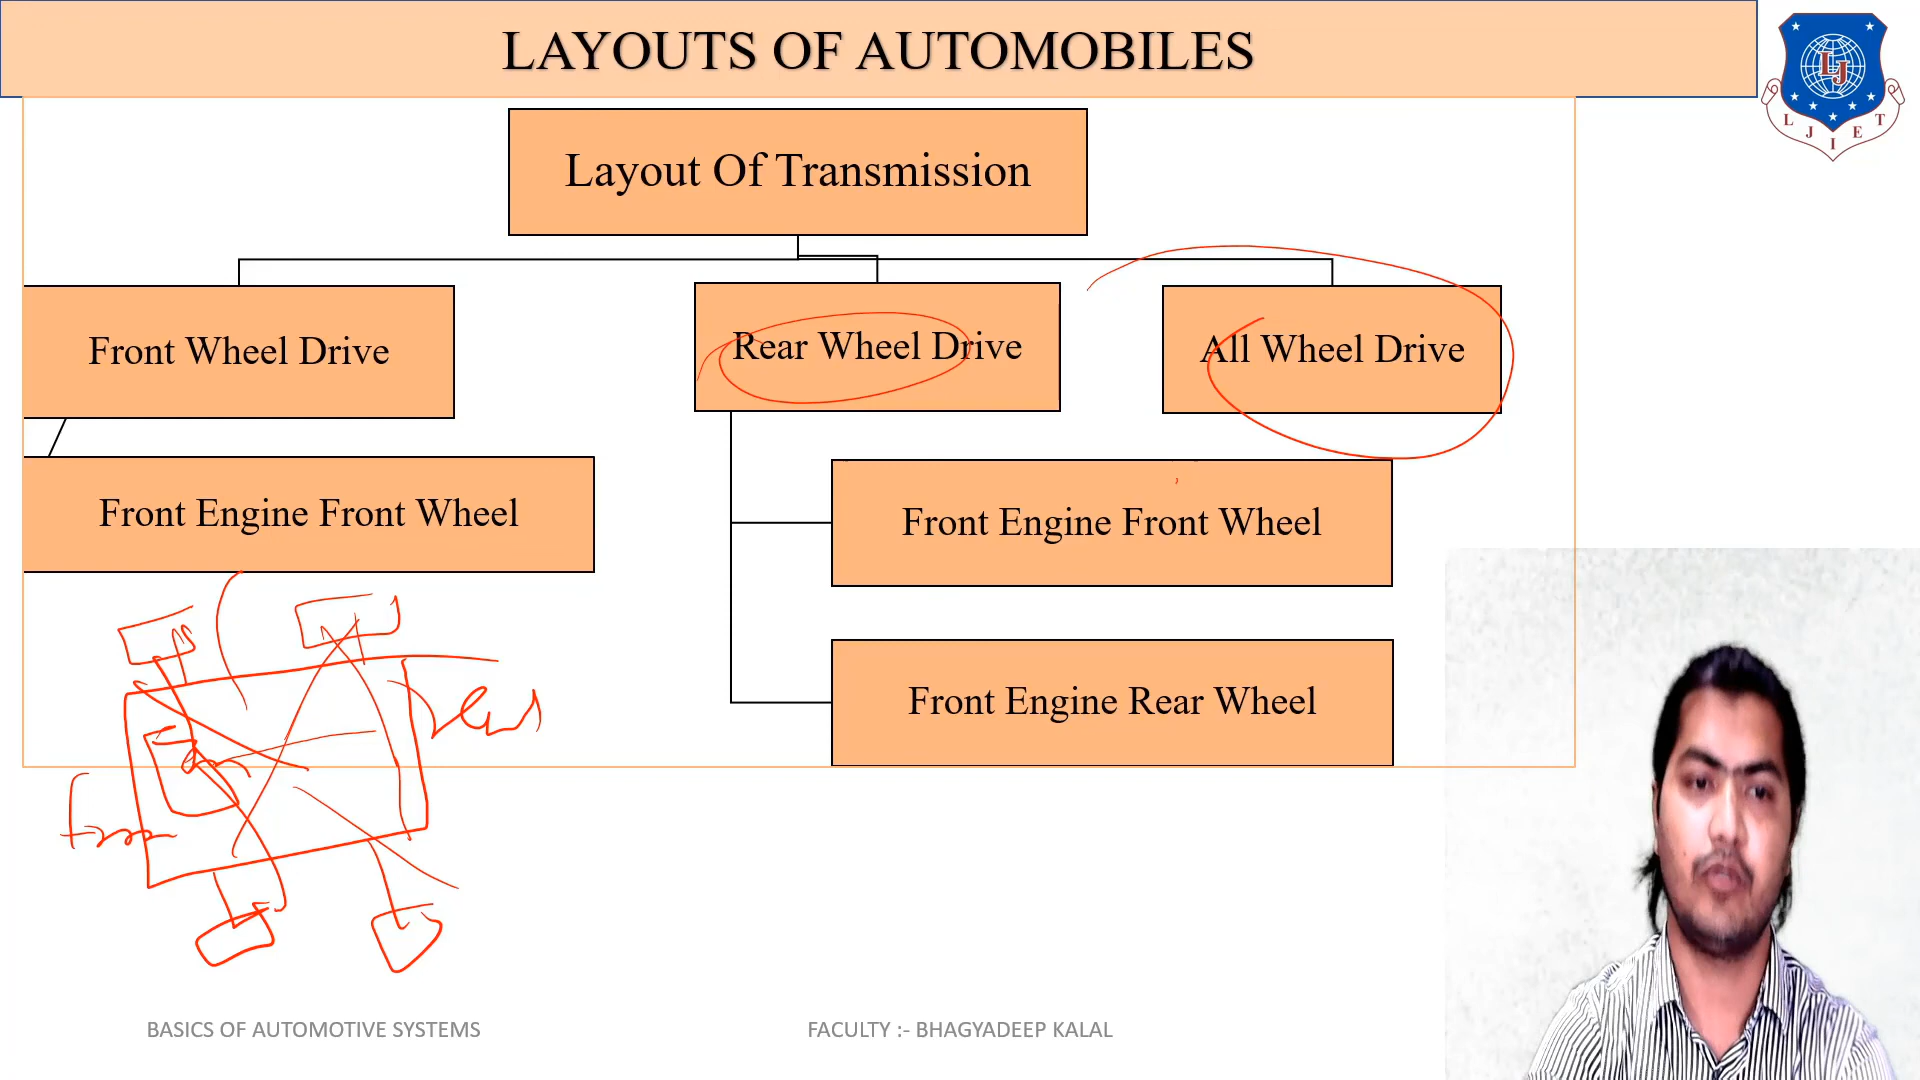 LAYOUTS OF AUTOMOBILES
LJ
L J I E T
Layout Of Transmission
Front Wheel Drive
Rear Wheel Drive
All Wheel Drive
Front Engine Front Wheel
Front Engine Front Wheel
Front Engine Rear Wheel
BASICS OF AUTOMOTIVE SYSTEMS
FACULTY :- BHAGYADEEP KALAL